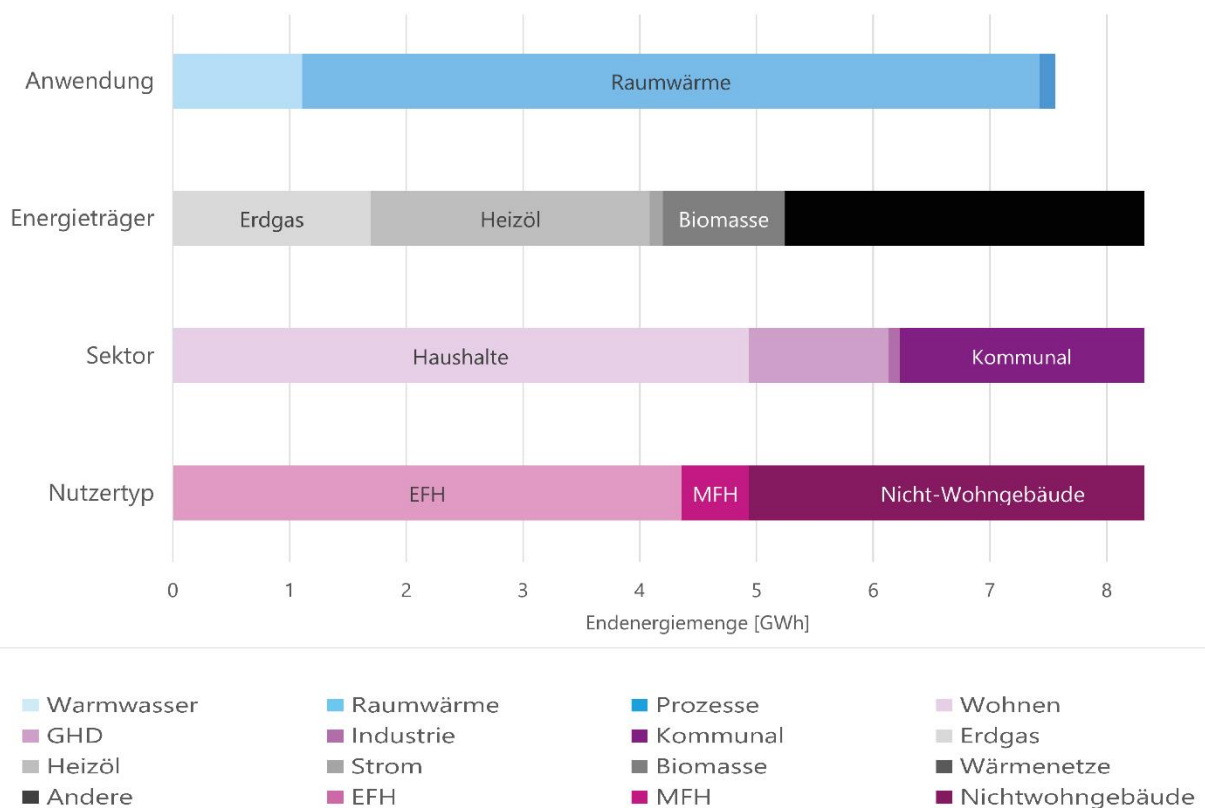 Anwendung
Raumwärme
Energieträger
Erdgas Heizöl Biomasse
Sektor
Haushalte Kommunal
Nutzertyp
EFH MFH Nicht-Wohngebäude
0 1 2 3 4 5 6 7 8
Endenergiemenge [GWh]
Warmwasser Raumwärme Prozesse Wohnen
GHD Industrie Kommunal Erdgas
Heizöl Strom Biomasse Wärmenetze
Andere EFH MFH Nichtwohngebäude